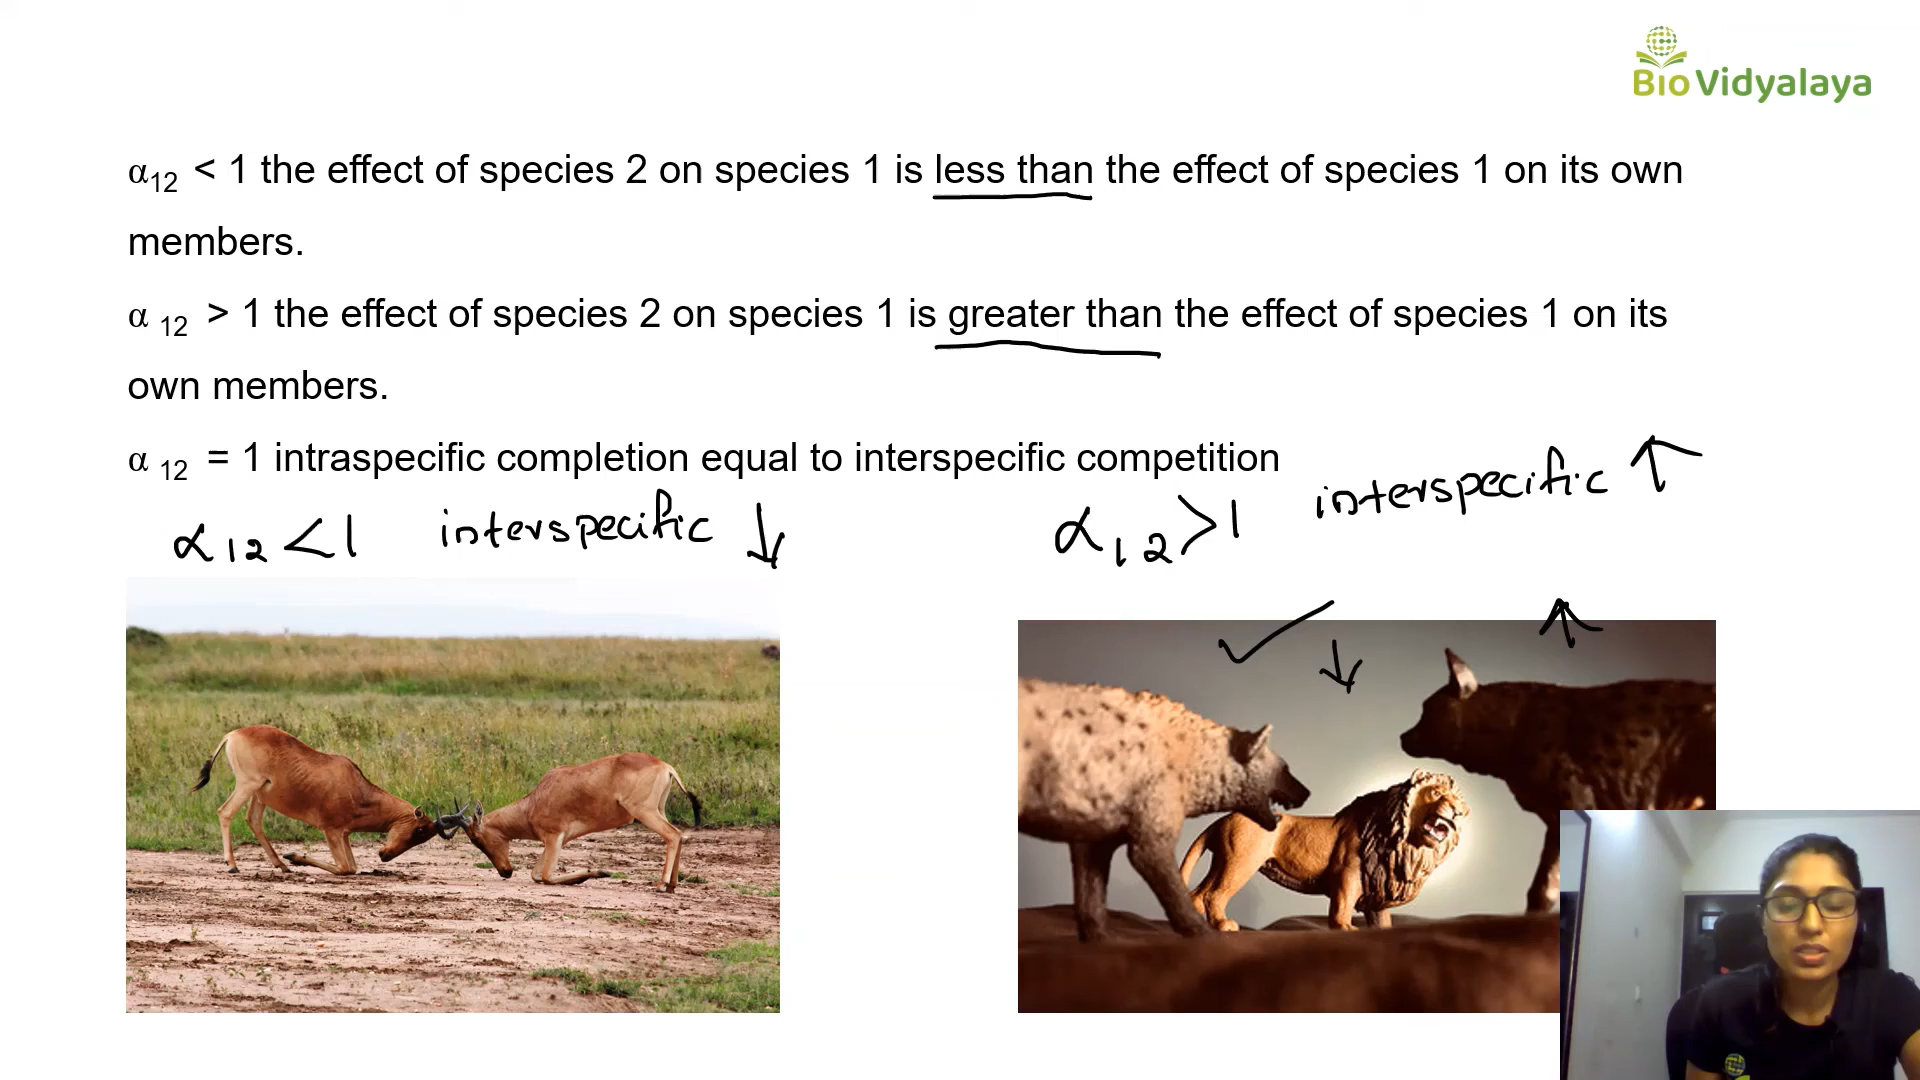 Bio Vidyalaya
α12 < 1 the effect of species 2 on species 1 is less than the effect of species 1 on its own
members.
α 12 > 1 the effect of species 2 on species 1 is greater than the effect of species 1 on its
own members.
α 12 = 1 intraspecific completion equal to interspecific competition
α12 < 1 interspecific ↓
α12 > 1 interspecific ↑